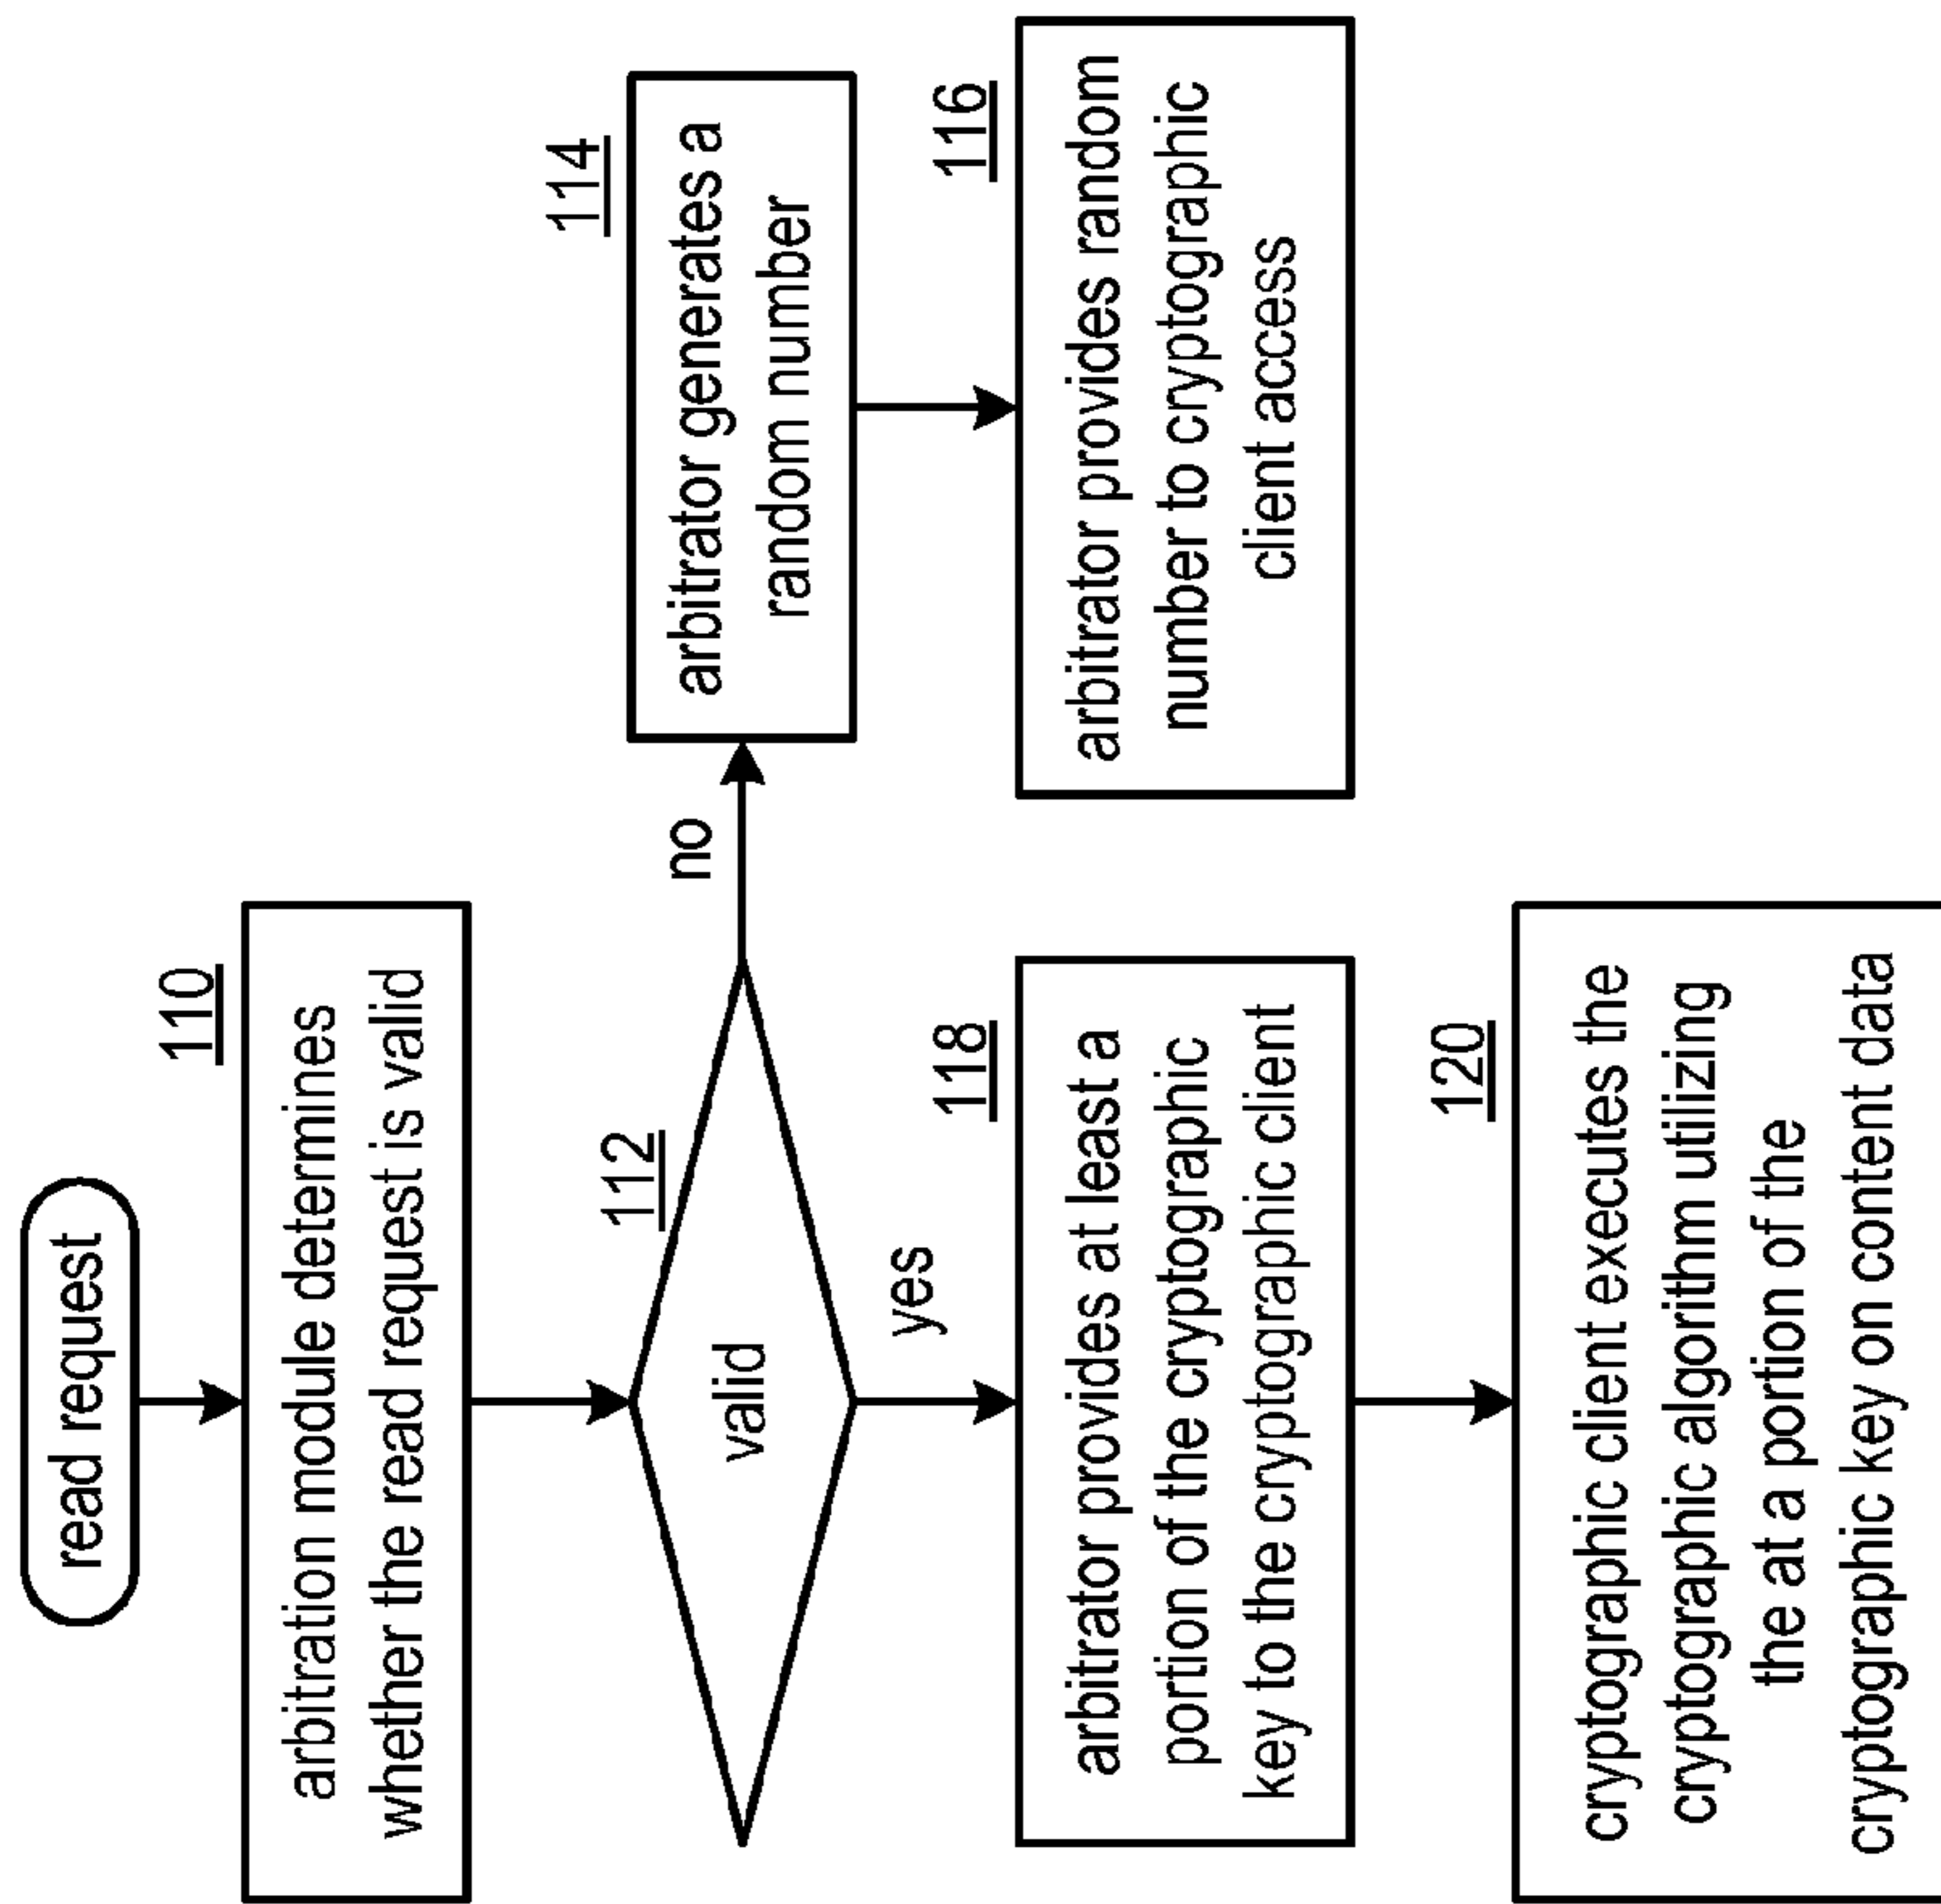 read request
110
arbitration module determines
whether the read request is valid
112
valid
no
114
arbitrator generates a
random number
116
arbitrator provides random
number to cryptographic
client access
yes
118
arbitrator provides at least a
portion of the cryptographic
key to the cryptographic client
120
cryptographic client executes the
cryptographic algorithm utilizing
the at a portion of the
cryptographic key on content data